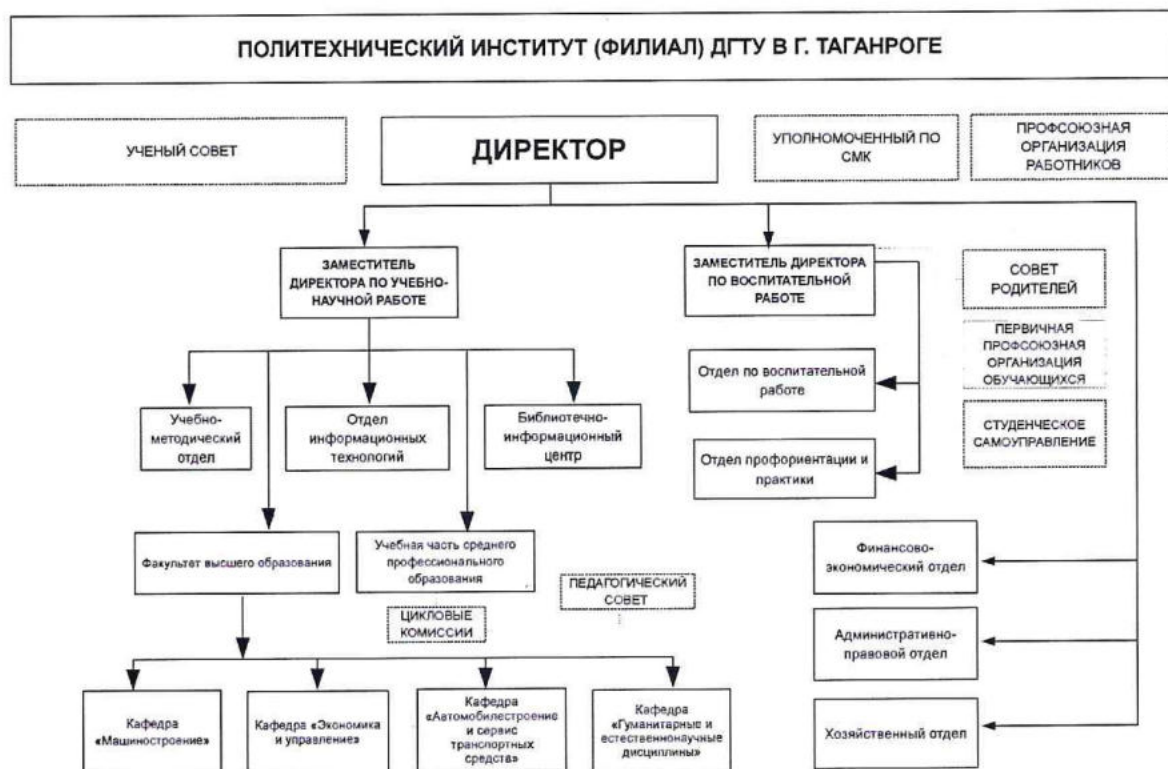 ПОЛИТЕХНИЧЕСКИЙ ИНСТИТУТ (ФИЛИАЛ) ДГТУ В Г. ТАГАНРОГЕ
УЧЕНЫЙ СОВЕТ
ДИРЕКТОР
УПОЛНОМОЧЕННЫЙ ПО
СМК
ПРОФСОЮЗНАЯ
ОРГАНИЗАЦИЯ
РАБОТНИКОВ
ЗАМЕСТИТЕЛЬ
ДИРЕКТОРА ПО УЧЕБНО-
НАУЧНОЙ РАБОТЕ
ЗАМЕСТИТЕЛЬ ДИРЕКТОРА
ПО ВОСПИТАТЕЛЬНОЙ
РАБОТЕ
СОВЕТ
РОДИТЕЛЕЙ
ПЕРВИЧНАЯ
ПРОФСОЮЗНАЯ
ОРГАНИЗАЦИЯ
ОБУЧАЮЩИХСЯ
Отдел по воспитательной
работе
Учебно-
методический
отдел
Отдел
информационных
технологий
Библиотечно-
информационный
центр
СТУДЕНЧЕСКОЕ
САМОУПРАВЛЕНИЕ
Отдел профориентации и
практики
Факультет высшего образования
Учебная часть среднего
профессионального
образования
Финансово-
экономический отдел
ПЕДАГОГИЧЕСКИЙ
СОВЕТ
ЦИКЛОВЫЕ
КОМИССИИ
Административно-
правовой отдел
Кафедра
«Машиностроение»
Кафедра «Экономика
и управление»
Кафедра
«Автомобилестроение
и сервис
транспортных
средств»
Кафедра
«Гуманитарные и
естественнонаучные
дисциплины»
Хозяйственный отдел